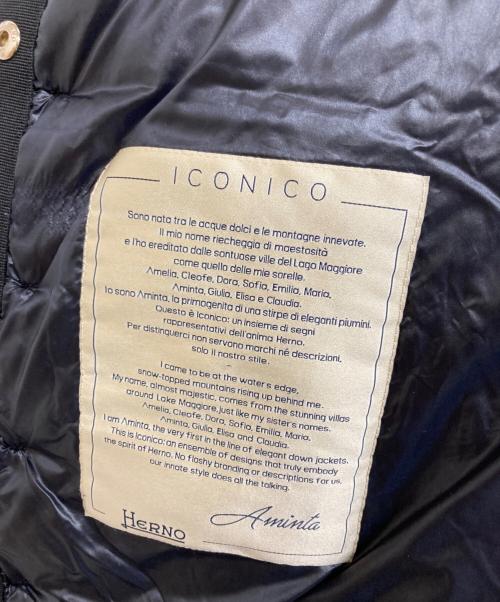 ICONICO
Sono nata tra le acque dolci e le montagne innevate.
Il mio nome riecheggia di maestosità
e l'ho ereditato dalle santuose ville del Lago Maggiore
come quello delle mie sorelle.
Amelia, Cleofe, Dora, Sofia, Emilia, Maria,
Aminta, Giulia, Elisa e Claudia.
Io sono Aminta, la primogenita di una stirpe di eleganti piumini.
Questo è Iconico: un insieme di segni
rappresentativi dell'anima Herno.
Per distinguerci non servono marchi né descrizioni,
solo il nostro stile.
I came to be at the water's edge,
snow-topped mountains rising up behind me.
My name, almost majestic, comes from the stunning villas
around Lake Maggiore, just like my sister's names.
Amelia, Cleofe, Dora, Sofia, Emilia, Maria,
Aminta, Giulia, Elisa and Claudia.
I am Aminta, the very first in the line of elegant down jackets.
This is Iconico: an ensemble of designs that truly embody
the spirit of Herno. No flashy branding or descriptions for us,
our innate style does all the talking.
HERNO Aminta